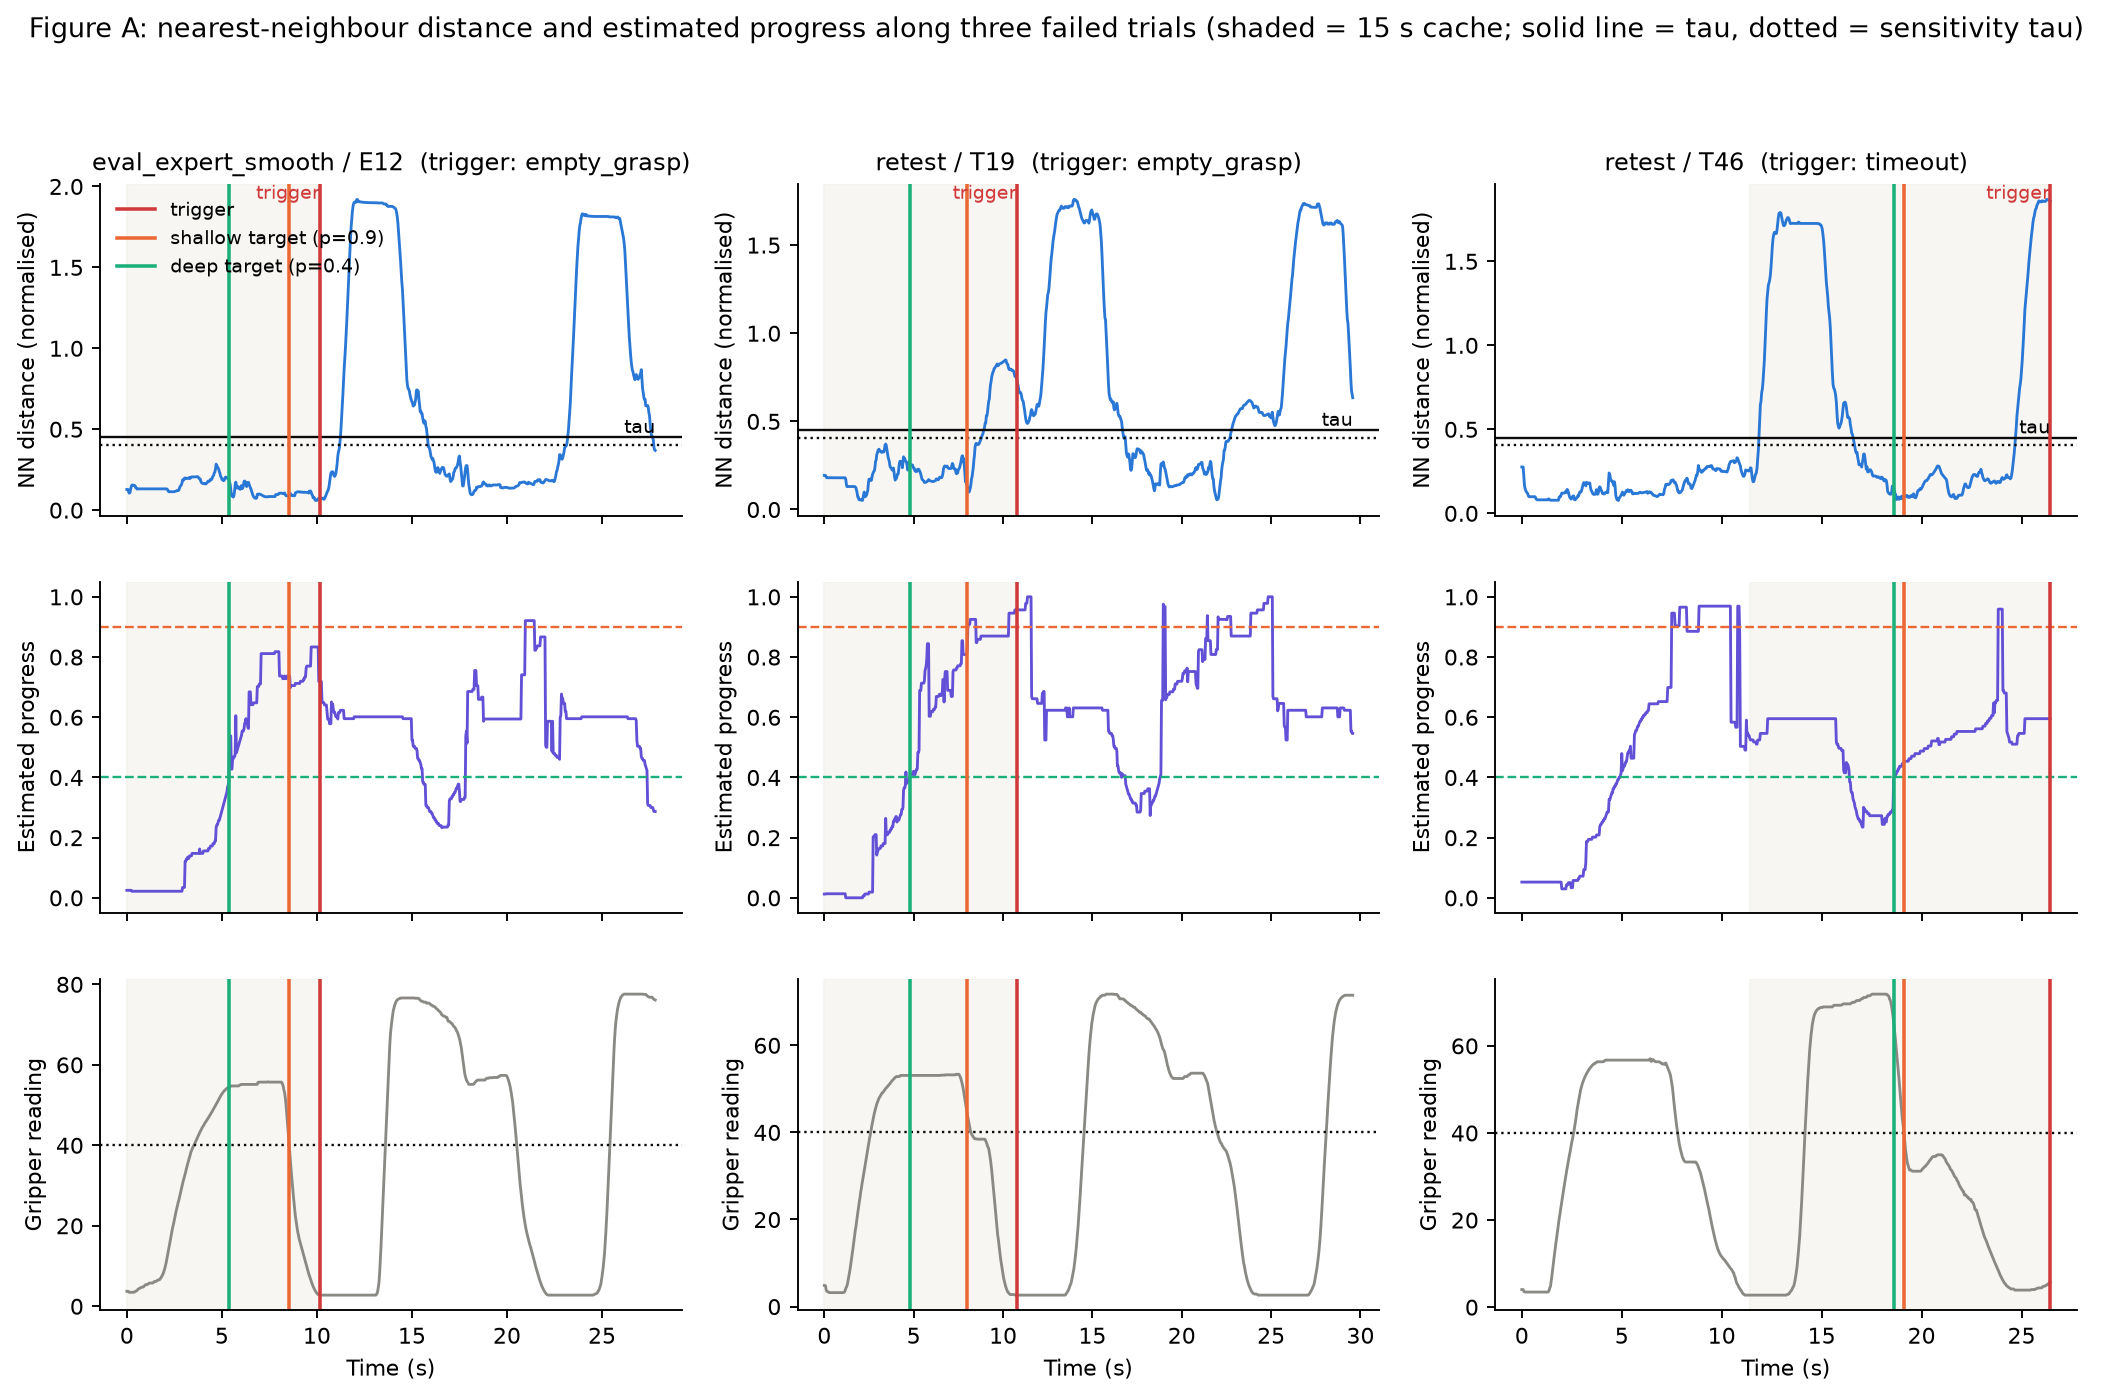 Figure A: nearest-neighbour distance and estimated progress along three failed trials (shaded = 15 s cache; solid line = tau, dotted = sensitivity tau)
eval_expert_smooth / E12  (trigger: empty_grasp)
NN distance (normalised)
2.0
1.5
1.0
0.5
0.0
trigger
trigger
shallow target (p=0.9)
deep target (p=0.4)
tau
retest / T19  (trigger: empty_grasp)
NN distance (normalised)
1.5
1.0
0.5
0.0
trigger
tau
retest / T46  (trigger: timeout)
NN distance (normalised)
1.5
1.0
0.5
0.0
trigger
tau
Estimated progress
1.0
0.8
0.6
0.4
0.2
0.0
Estimated progress
1.0
0.8
0.6
0.4
0.2
0.0
Estimated progress
1.0
0.8
0.6
0.4
0.2
0.0
Gripper reading
80
60
40
20
0
0 5 10 15 20 25
Time (s)
Gripper reading
60
40
20
0
0 5 10 15 20 25 30
Time (s)
Gripper reading
60
40
20
0
0 5 10 15 20 25
Time (s)